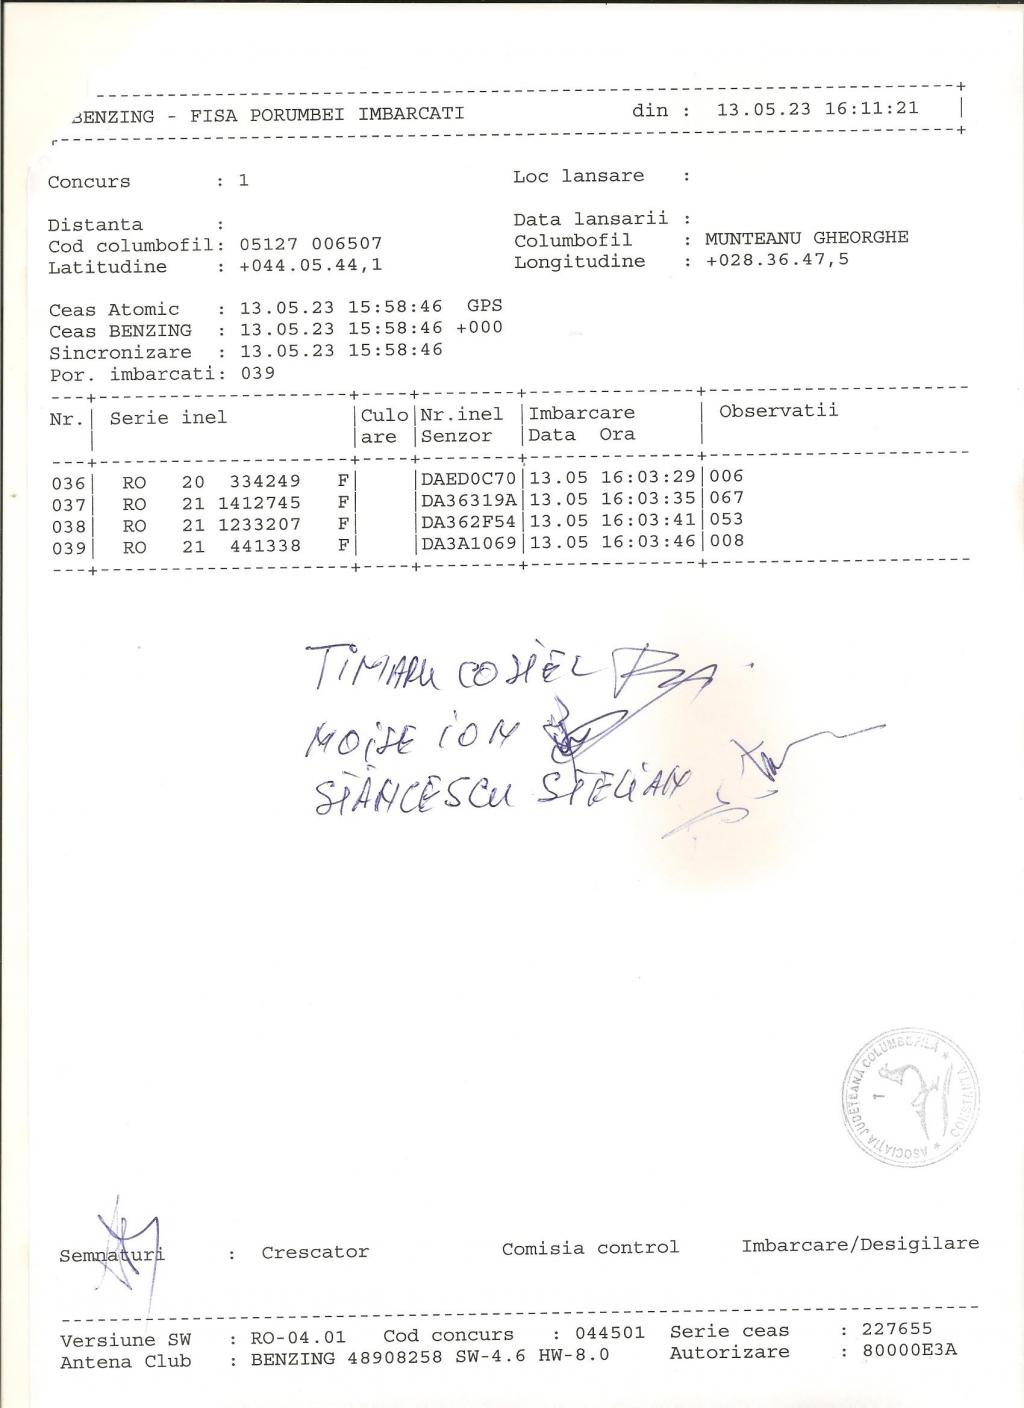 BENZING - FISA PORUMBEI IMBARCATI din : 13.05.23 16:11:21
Concurs : 1 Loc lansare :
Distanta : Data lansarii :
Cod columbofil: 05127 006507 Columbofil : MUNTEANU GHEORGHE
Latitudine : +044.05.44,1 Longitudine : +028.36.47,5
Ceas Atomic : 13.05.23 15:58:46 GPS
Ceas BENZING : 13.05.23 15:58:46 +000
Sincronizare : 13.05.23 15:58:46
Por. imbarcati: 039
Nr.| Serie inel |Culo|Nr.inel |Imbarcare | Observatii
| |are |Senzor |Data Ora |
036| RO 20 334249 F| |DAED0C70|13.05 16:03:29|006
037| RO 21 1412745 F| |DA36319A|13.05 16:03:35|067
038| RO 21 1233207 F| |DA362F54|13.05 16:03:41|053
039| RO 21 441338 F| |DA3A1069|13.05 16:03:46|008
TIMARU COSTEL
MOISE ION
STANCESCU STELIAN
ASOCIAŢIA JUDEŢEANĂ COLUMBOFILĂ * CONSTANŢA *
1
Semnaturi : Crescator Comisia control Imbarcare/Desigilare
Versiune SW : RO-04.01 Cod concurs : 044501 Serie ceas : 227655
Antena Club : BENZING 48908258 SW-4.6 HW-8.0 Autorizare : 80000E3A